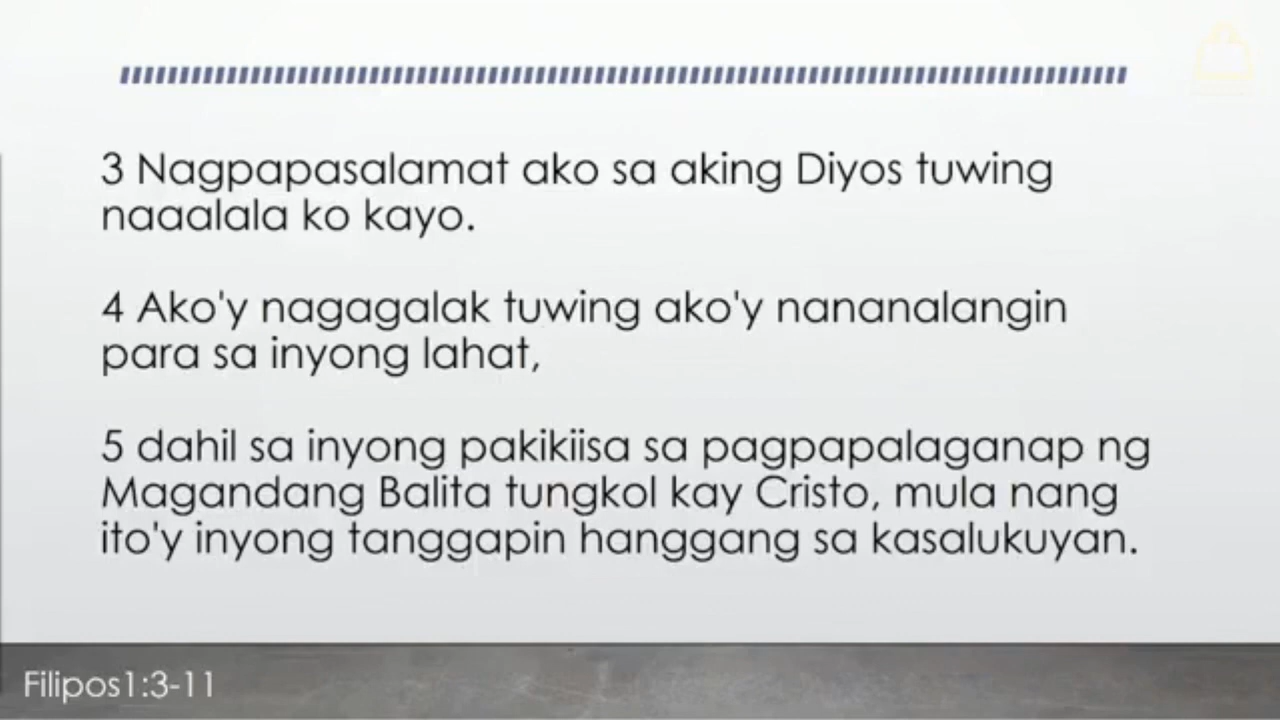 3 Nagpapasalamat ako sa aking Diyos tuwing
naaalala ko kayo.
4 Ako'y nagagalak tuwing ako'y nananalangin
para sa inyong lahat,
5 dahil sa inyong pakikiisa sa pagpapalaganap ng
Magandang Balita tungkol kay Cristo, mula nang
ito'y inyong tanggapin hanggang sa kasalukuyan.
Filipos1:3-11